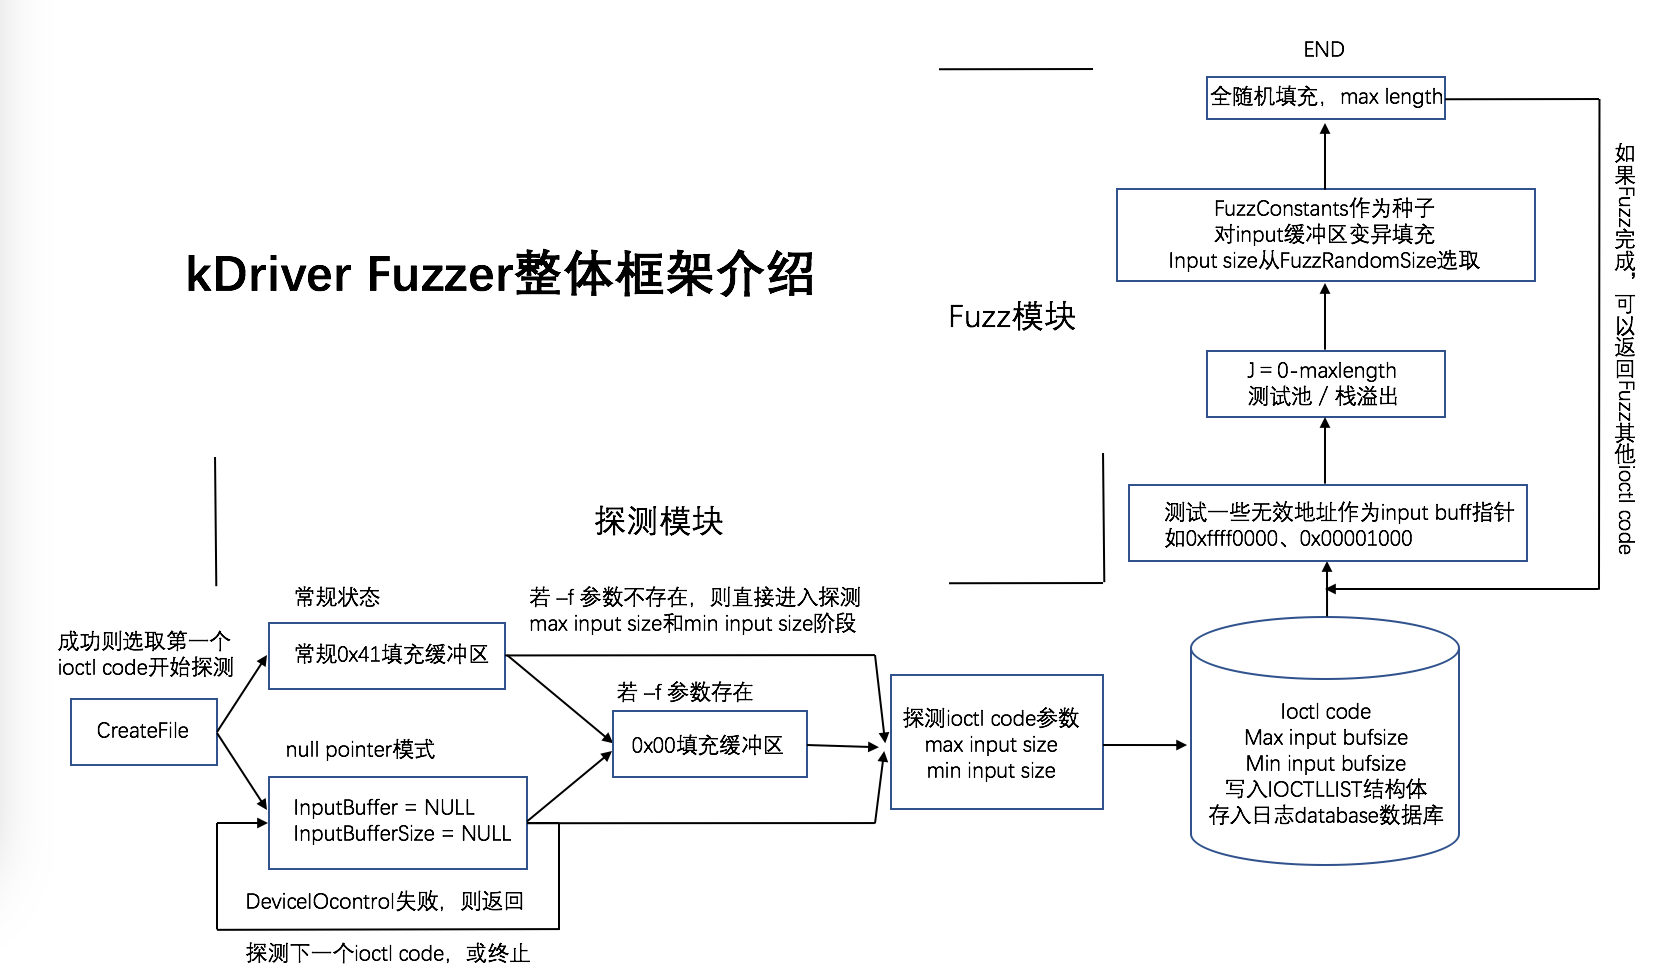 kDriver Fuzzer整体框架介绍
END
全随机填充，max length
FuzzConstants作为种子
对input缓冲区变异填充
Input size从FuzzRandomSize选取
Fuzz模块
J = 0-maxlength
测试池 / 栈溢出
测试一些无效地址作为input buff指针
如0xffff0000、0x00001000
如果Fuzz完成，可以返回Fuzz其他ioctl code
探测模块
常规状态
若 –f 参数不存在，则直接进入探测
max input size和min input size阶段
成功则选取第一个
ioctl code开始探测
常规0x41填充缓冲区
若 –f 参数存在
CreateFile
0x00填充缓冲区
探测ioctl code参数
max input size
min input size
null pointer模式
InputBuffer = NULL
InputBufferSize = NULL
Ioctl code
Max input bufsize
Min input bufsize
写入IOCTLLIST结构体
存入日志database数据库
DeviceIOcontrol失败，则返回
探测下一个ioctl code，或终止